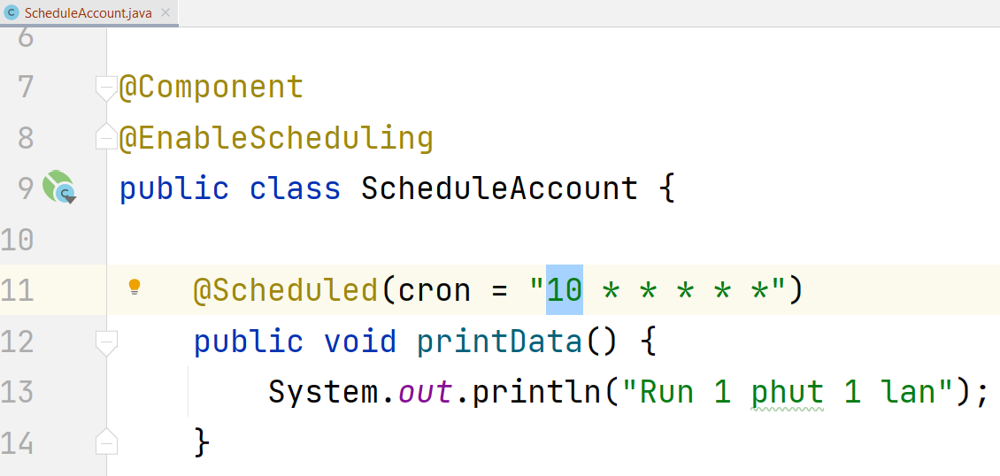 ScheduleAccount.java
6
7 @Component
8 @EnableScheduling
9 public class ScheduleAccount {
10
11 @Scheduled(cron = "10 * * * * *")
12 public void printData() {
13 System.out.println("Run 1 phut 1 lan");
14 }